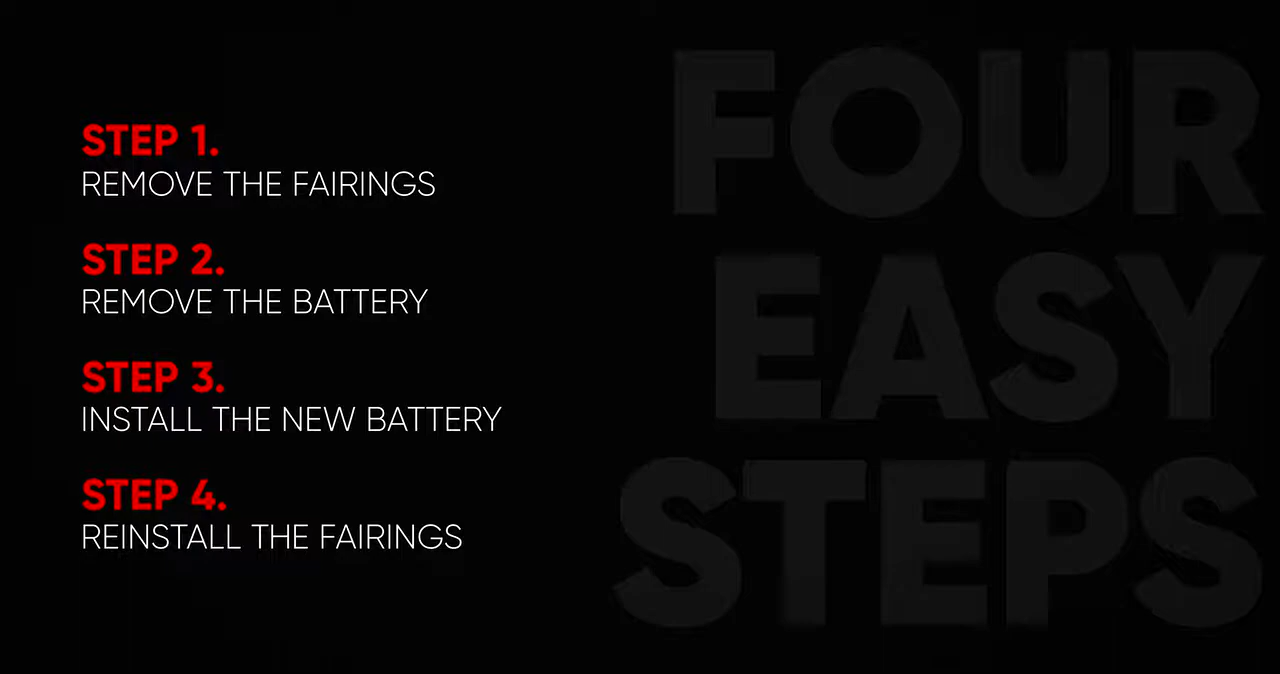 STEP 1.
REMOVE THE FAIRINGS
STEP 2.
REMOVE THE BATTERY
STEP 3.
INSTALL THE NEW BATTERY
STEP 4.
REINSTALL THE FAIRINGS
FOUR
EASY
STEPS